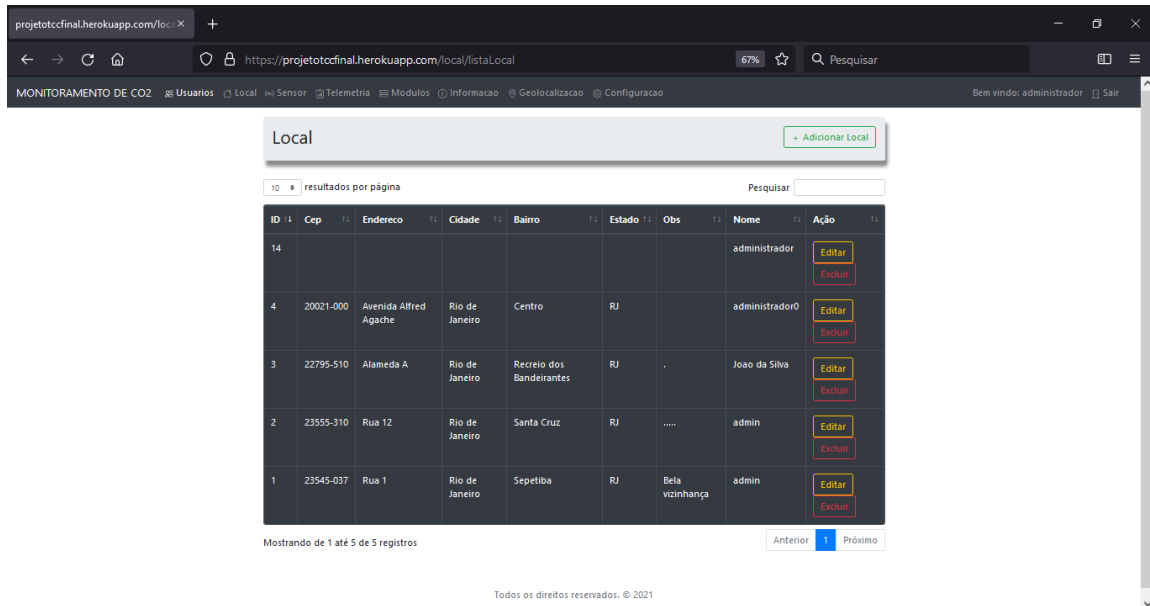 projetotccfinal.herokuapp.com/loc
https://projetotccfinal.herokuapp.com/local/listaLocal 67% Pesquisar
MONITORAMENTO DE CO2 Usuarios Local Sensor Telemetria Modulos Informacao Geolocalizacao Configuracao Bem vindo: administrador Sair
Local + Adicionar Local
10 resultados por página Pesquisar
ID Cep Endereco Cidade Bairro Estado Obs Nome Ação
14 administrador Editar
Excluir
4 20021-000 Avenida Alfred Rio de Centro RJ administrador0 Editar
Agache Janeiro Excluir
3 22795-510 Alameda A Rio de Recreio dos RJ . Joao da Silva Editar
Janeiro Bandeirantes Excluir
2 23555-310 Rua 12 Rio de Santa Cruz RJ ..... admin Editar
Janeiro Excluir
1 23545-037 Rua 1 Rio de Sepetiba RJ Bela admin Editar
Janeiro vizinhança Excluir
Mostrando de 1 até 5 de 5 registros Anterior 1 Próximo
Todos os direitos reservados. © 2021